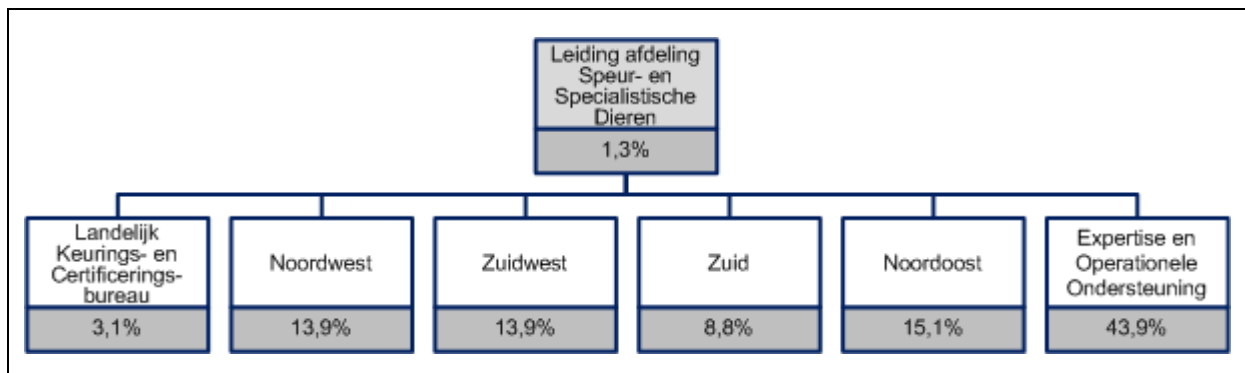 Leiding afdeling
Speur- en
Specialistische
Dieren
1,3%
Landelijk
Keurings- en
Certificerings-
bureau
3,1%
Noordwest
13,9%
Zuidwest
13,9%
Zuid
8,8%
Noordoost
15,1%
Expertise en
Operationele
Ondersteuning
43,9%